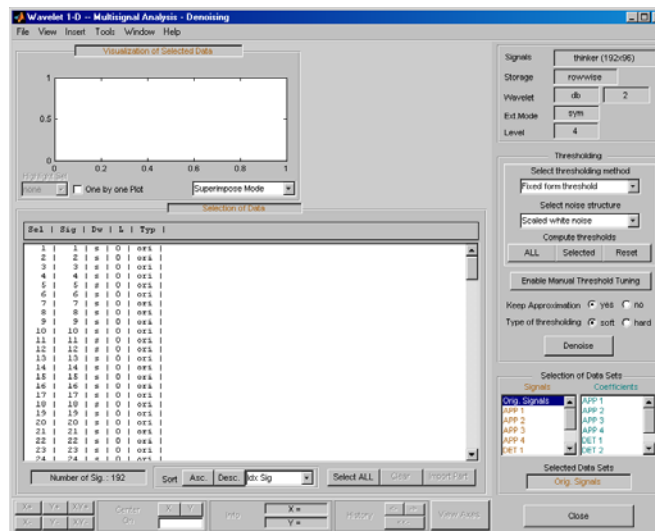 Wavelet 1-D -- Multisignal Analysis - Denoising
File View Insert Tools Window Help
Visualization of Selected Data
1
0.5
0
0 0.2 0.4 0.6 0.8 1
Highlight Sel
none One by one Plot Superimpose Mode
Selection of Data
Sel | Sig | Dw | L | Typ |
1 | 1 | s | 0 | ori |
2 | 2 | s | 0 | ori |
3 | 3 | s | 0 | ori |
4 | 4 | s | 0 | ori |
5 | 5 | s | 0 | ori |
6 | 6 | s | 0 | ori |
7 | 7 | s | 0 | ori |
8 | 8 | s | 0 | ori |
9 | 9 | s | 0 | ori |
10 | 10 | s | 0 | ori |
11 | 11 | s | 0 | ori |
12 | 12 | s | 0 | ori |
13 | 13 | s | 0 | ori |
14 | 14 | s | 0 | ori |
15 | 15 | s | 0 | ori |
16 | 16 | s | 0 | ori |
17 | 17 | s | 0 | ori |
18 | 18 | s | 0 | ori |
19 | 19 | s | 0 | ori |
20 | 20 | s | 0 | ori |
21 | 21 | s | 0 | ori |
22 | 22 | s | 0 | ori |
23 | 23 | s | 0 | ori |
24 | 24 | s | 0 | ori |
Number of Sig.: 192 Sort Asc. Desc. Idx Sig Select ALL Clear Import Part
X+ Y+ XY+ Center X Y Info X = History View Axes
X- Y- XY- On Y =
Signals thinker (192x96)
Storage rowwise
Wavelet db 2
Ext.Mode sym
Level 4
Thresholding
Select thresholding method
Fixed form threshold
Select noise structure
Scaled white noise
Compute thresholds
ALL Selected Reset
Enable Manual Threshold Tuning
Keep Approximation yes no
Type of thresholding soft hard
Denoise
Selection of Data Sets
Signals Coefficients
Orig. Signals APP 1
APP 1 APP 2
APP 2 APP 3
APP 3 APP 4
APP 4 DET 1
DET 1 DET 2
Selected Data Sets
Orig. Signals
Close